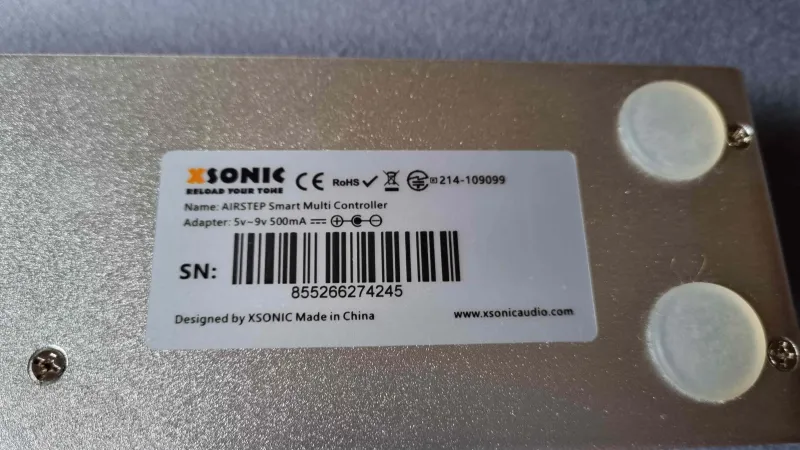 XSONIC
RELOAD YOUR TONE
CE RoHS 214-109099
Name: AIRSTEP Smart Multi Controller
Adapter: 5v~9v 500mA
SN:
855266274245
Designed by XSONIC Made in China
www.xsonicaudio.com